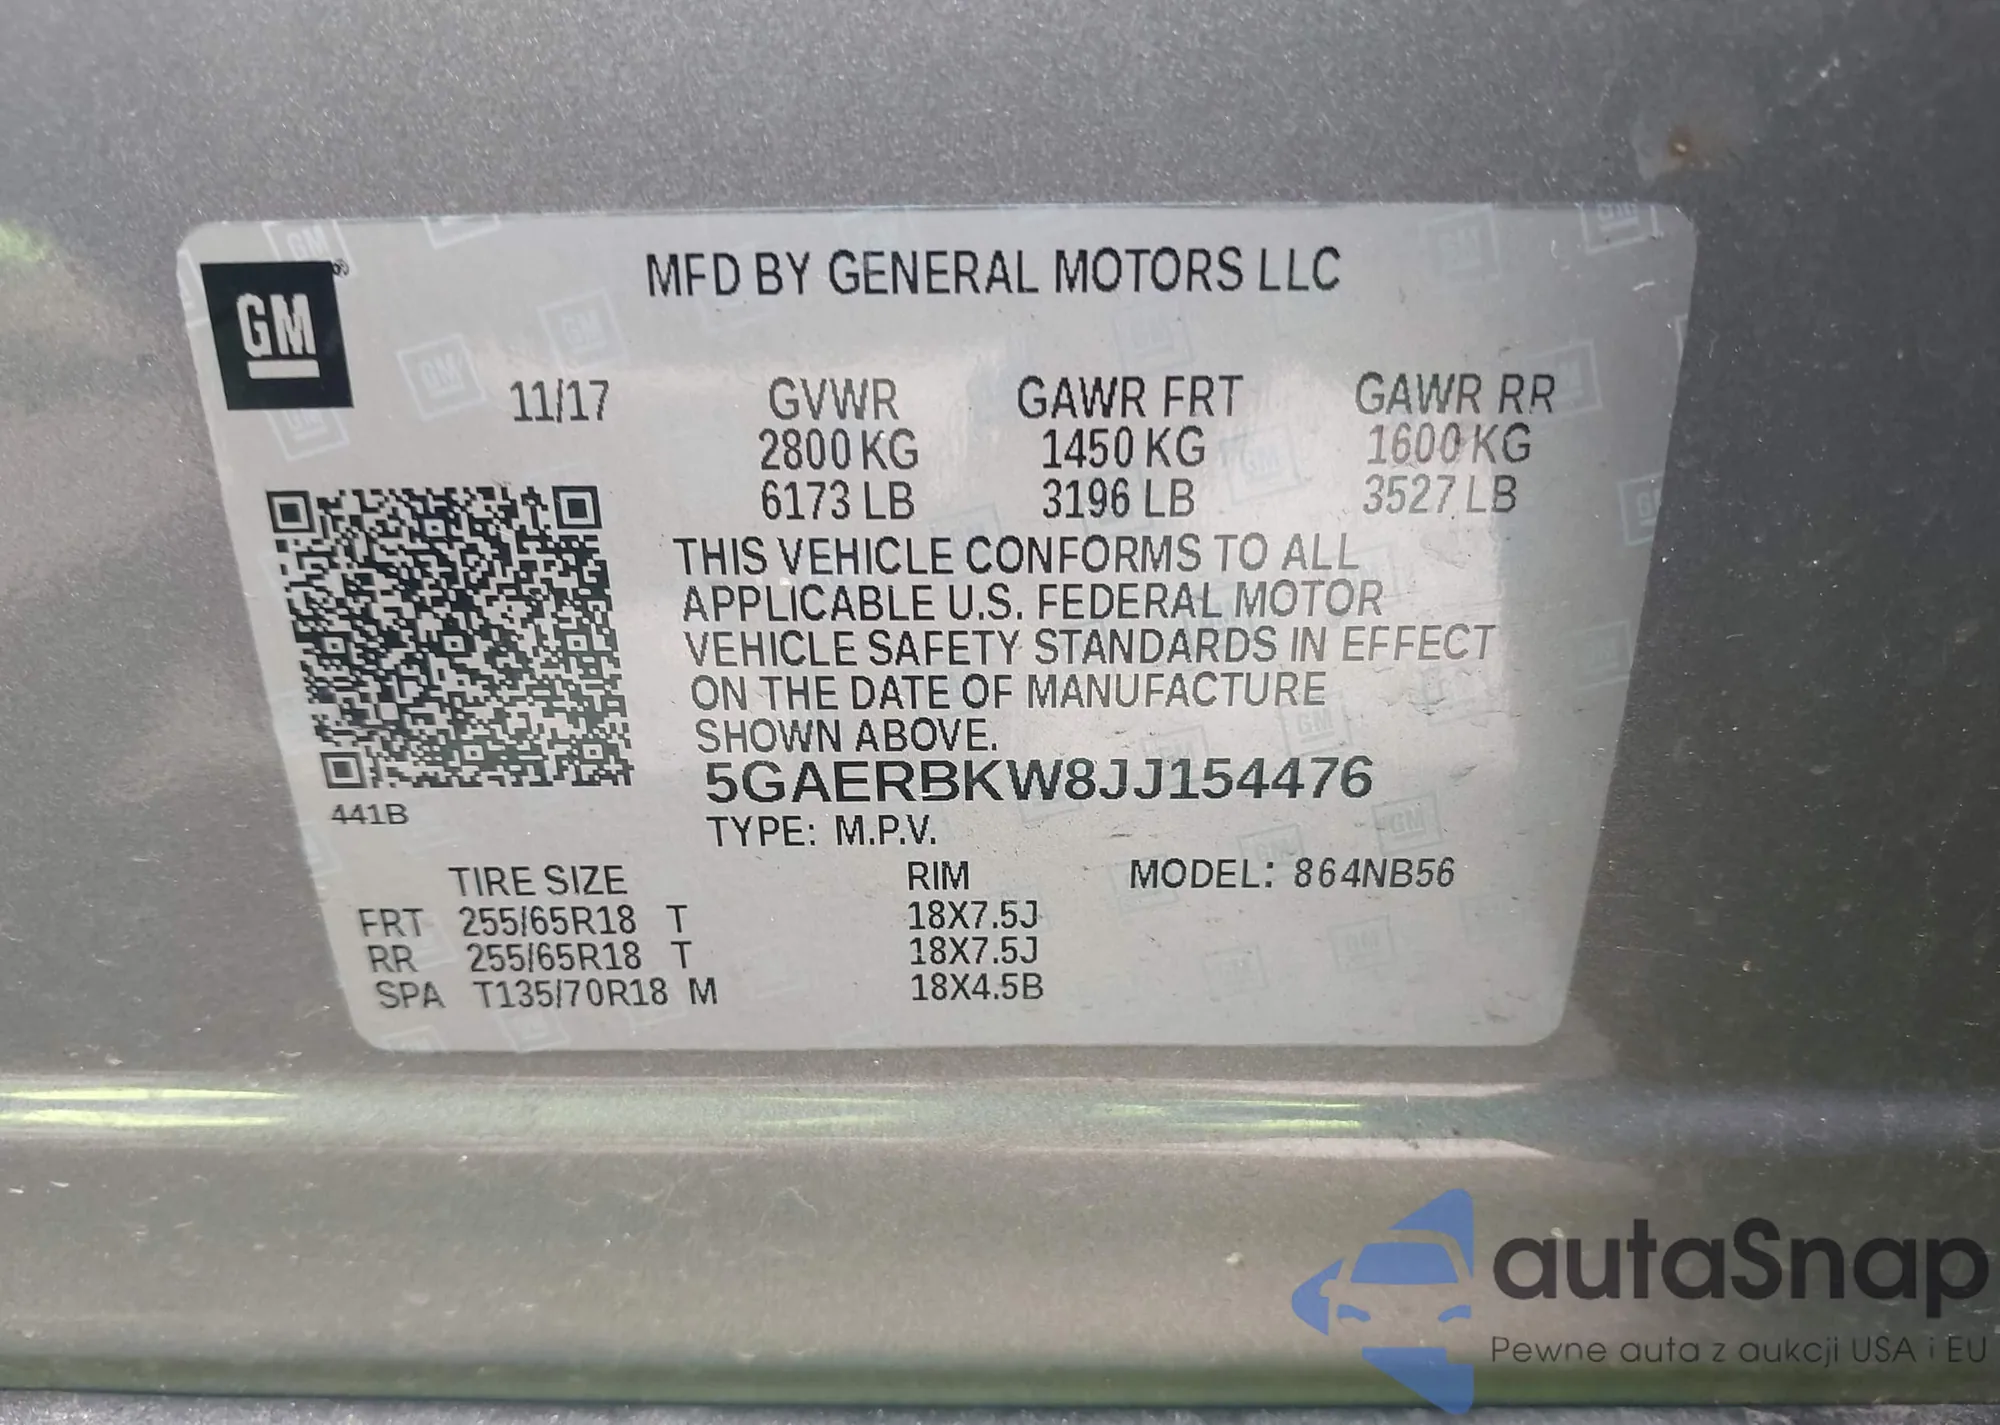 GM®
MFD BY GENERAL MOTORS LLC
11/17 GVWR GAWR FRT GAWR RR
2800 KG 1450 KG 1600 KG
6173 LB 3196 LB 3527 LB
THIS VEHICLE CONFORMS TO ALL
APPLICABLE U.S. FEDERAL MOTOR
VEHICLE SAFETY STANDARDS IN EFFECT
ON THE DATE OF MANUFACTURE
SHOWN ABOVE.
5GAERBKW8JJ154476
441B
TYPE: M.P.V.
TIRE SIZE RIM MODEL: 864NB56
FRT 255/65R18 T 18X7.5J
RR 255/65R18 T 18X7.5J
SPA T135/70R18 M 18X4.5B
autaSnap
Pewne auta z aukcji USA i EU